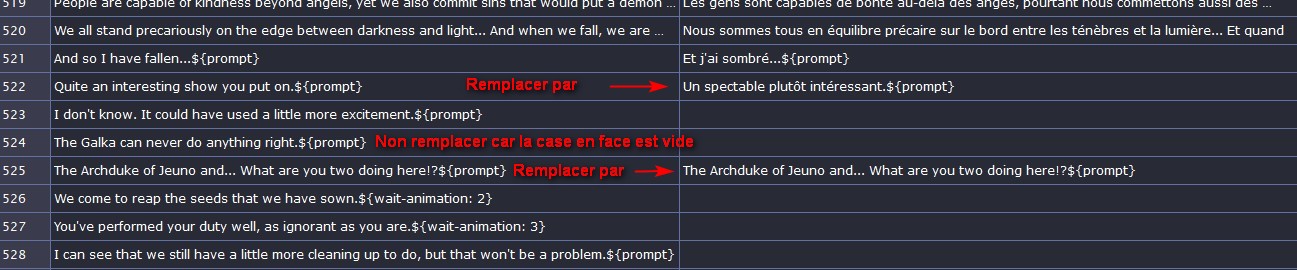 519 People are capable of kindness beyond angels, yet we also commit sins that would put a demon ... Les gens sont capables de bonté au-delà des anges, pourtant nous commettons aussi des ...
520 We all stand precariously on the edge between darkness and light... And when we fall, we are ... Nous sommes tous en équilibre précaire sur le bord entre les ténèbres et la lumière... Et quand
521 And so I have fallen...${prompt} Et j'ai sombré...${prompt}
522 Quite an interesting show you put on.${prompt} Remplacer par Un spectable plutôt intéressant.${prompt}
523 I don't know. It could have used a little more excitement.${prompt}
524 The Galka can never do anything right.${prompt} Non remplacer car la case en face est vide
525 The Archduke of Jeuno and... What are you two doing here!?${prompt} Remplacer par The Archduke of Jeuno and... What are you two doing here!?${prompt}
526 We come to reap the seeds that we have sown.${wait-animation: 2}
527 You've performed your duty well, as ignorant as you are.${wait-animation: 3}
528 I can see that we still have a little more cleaning up to do, but that won't be a problem.${prompt}